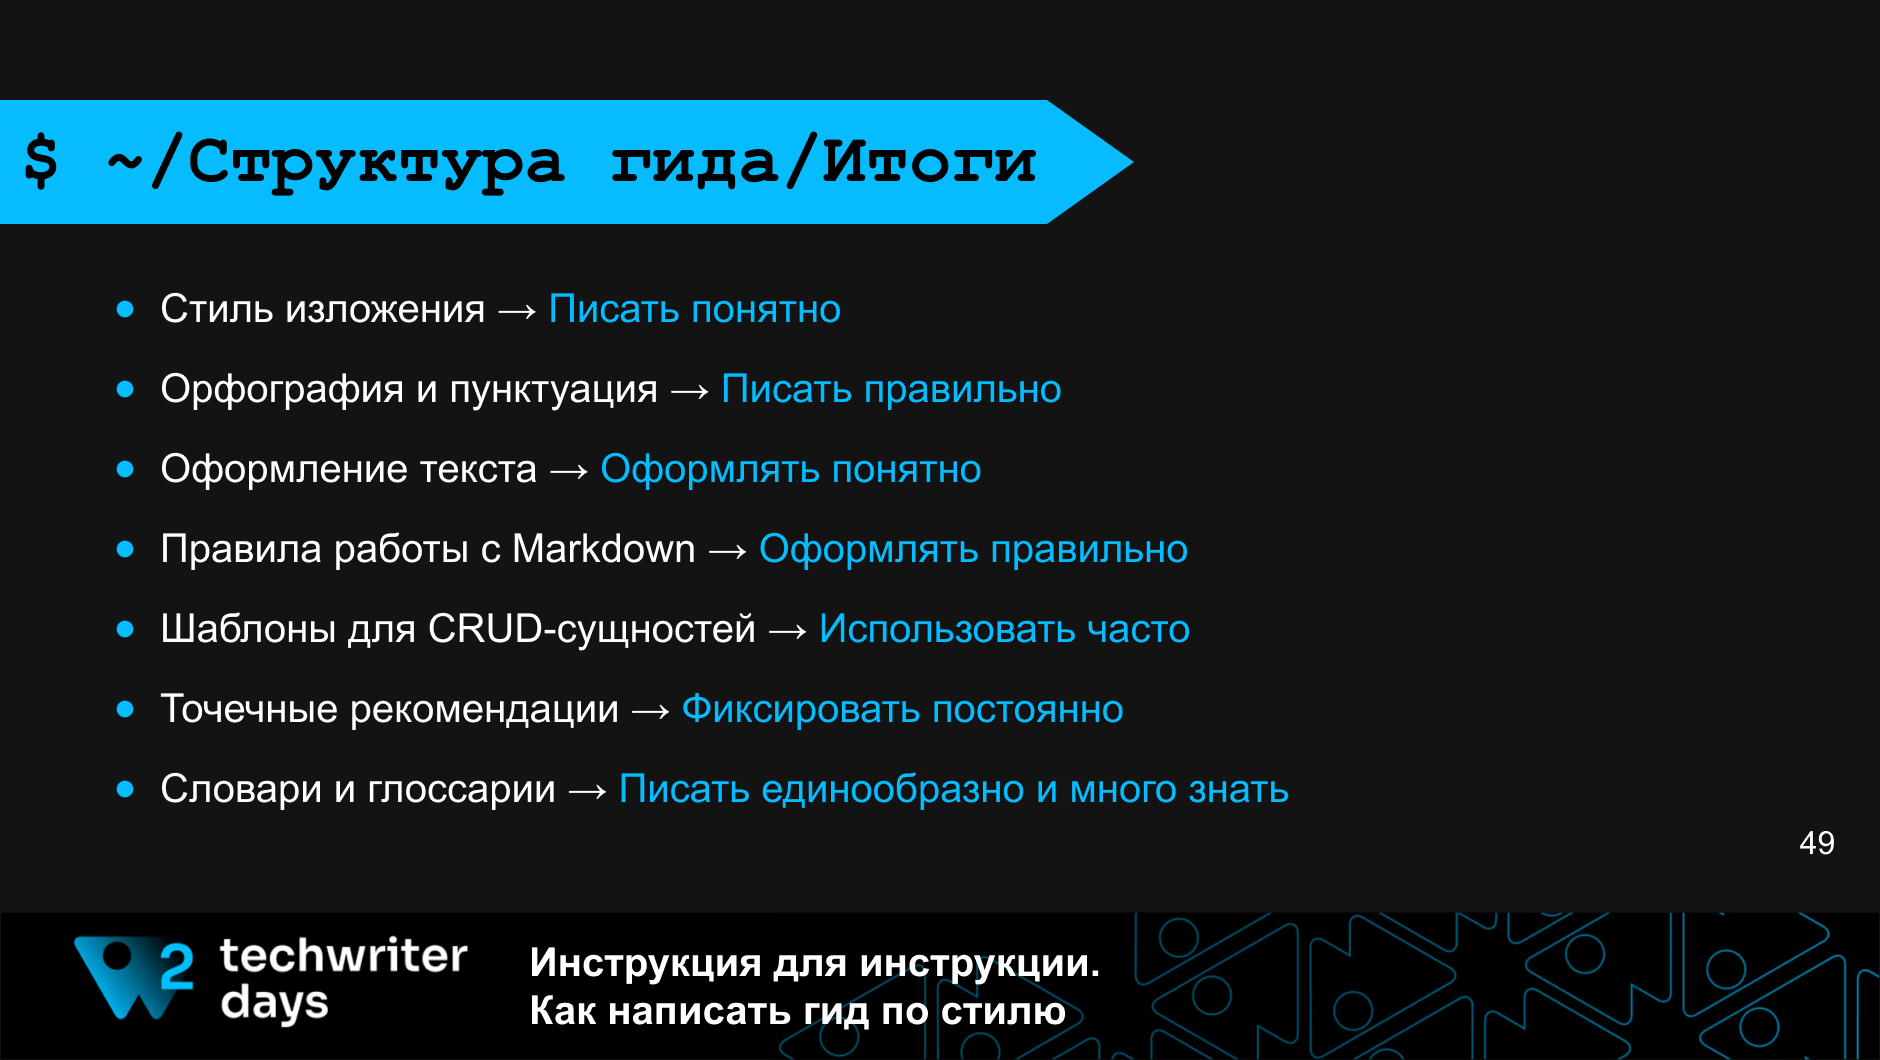 $ ~/Структура гида/Итоги
● Стиль изложения → Писать понятно
● Орфография и пунктуация → Писать правильно
● Оформление текста → Оформлять понятно
● Правила работы с Markdown → Оформлять правильно
● Шаблоны для CRUD-сущностей → Использовать часто
● Точечные рекомендации → Фиксировать постоянно
● Словари и глоссарии → Писать единообразно и много знать
49
2
techwriter
days
Инструкция для инструкции.
Как написать гид по стилю